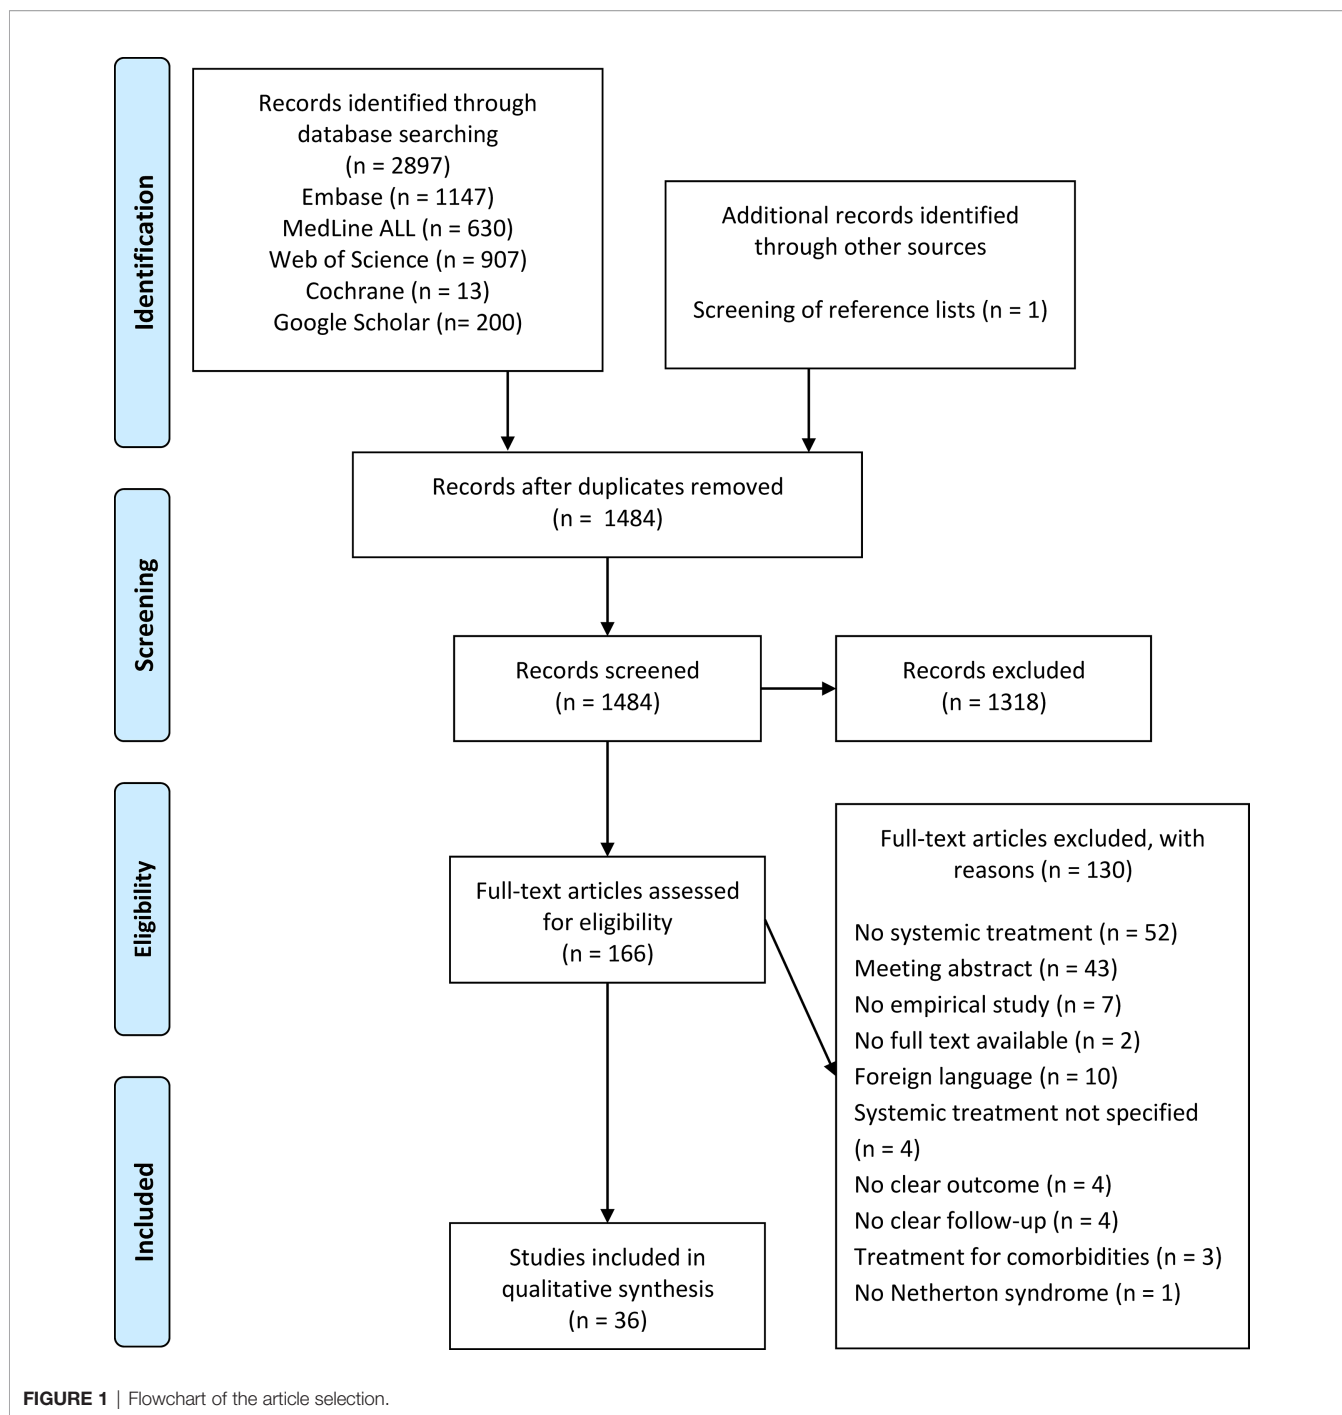 Identification
Records identified through
database searching
(n = 2897)
Embase (n = 1147)
MedLine ALL (n = 630)
Web of Science (n = 907)
Cochrane (n = 13)
Google Scholar (n= 200)
Additional records identified
through other sources
Screening of reference lists (n = 1)
Records after duplicates removed
(n = 1484)
Screening
Records screened
(n = 1484)
Records excluded
(n = 1318)
Eligibility
Full-text articles assessed
for eligibility
(n = 166)
Full-text articles excluded, with
reasons (n = 130)
No systemic treatment (n = 52)
Meeting abstract (n = 43)
No empirical study (n = 7)
No full text available (n = 2)
Foreign language (n = 10)
Systemic treatment not specified
(n = 4)
No clear outcome (n = 4)
No clear follow-up (n = 4)
Treatment for comorbidities (n = 3)
No Netherton syndrome (n = 1)
Included
Studies included in
qualitative synthesis
(n = 36)
FIGURE 1 | Flowchart of the article selection.